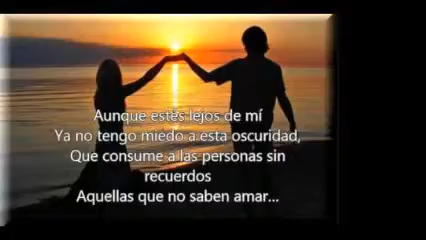 Aunque estés lejos de mí
Ya no tengo miedo a esta oscuridad,
Que consume a las personas sin
recuerdos
Aquellas que no saben amar...